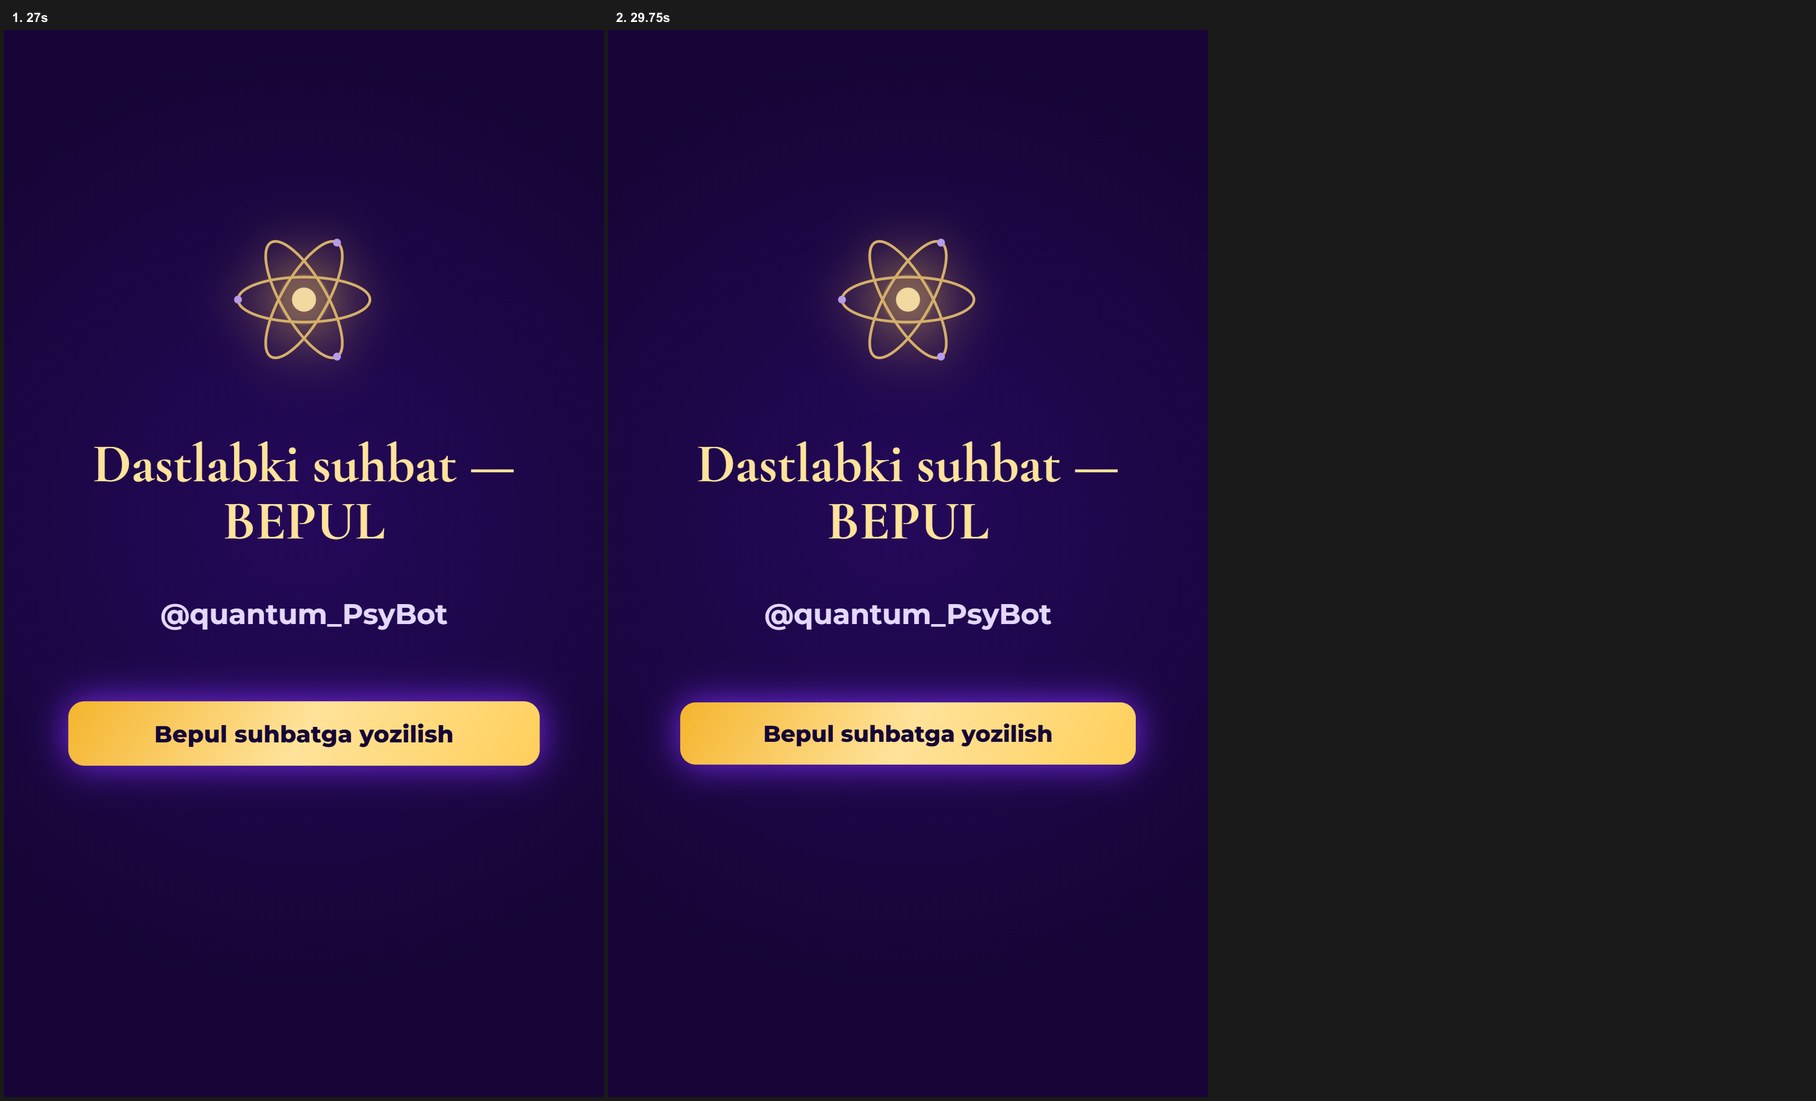 1. 27s
Dastlabki suhbat —
BEPUL
@quantum_PsyBot
Bepul suhbatga yozilish
2. 29.75s
Dastlabki suhbat —
BEPUL
@quantum_PsyBot
Bepul suhbatga yozilish